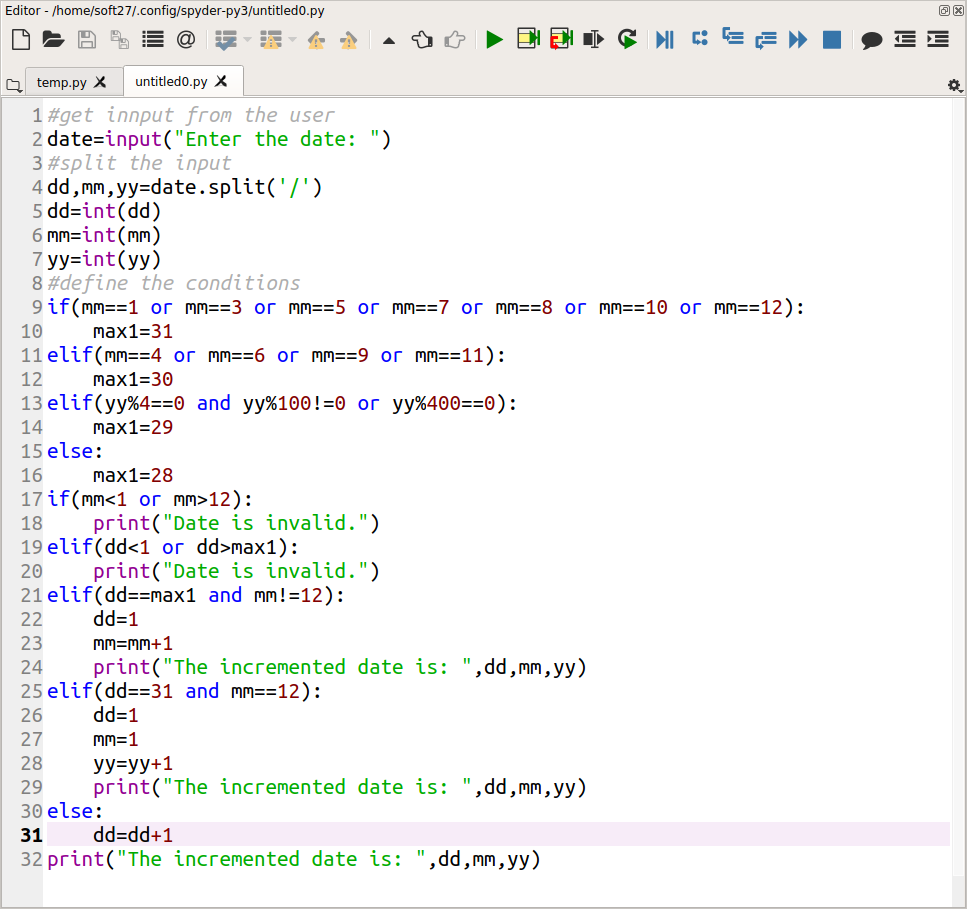 Editor - /home/soft27/.config/spyder-py3/untitled0.py
temp.py untitled0.py
1 #get innput from the user
2 date=input("Enter the date: ")
3 #split the input
4 dd,mm,yy=date.split('/')
5 dd=int(dd)
6 mm=int(mm)
7 yy=int(yy)
8 #define the conditions
9 if(mm==1 or mm==3 or mm==5 or mm==7 or mm==8 or mm==10 or mm==12):
10     max1=31
11 elif(mm==4 or mm==6 or mm==9 or mm==11):
12     max1=30
13 elif(yy%4==0 and yy%100!=0 or yy%400==0):
14     max1=29
15 else:
16     max1=28
17 if(mm<1 or mm>12):
18     print("Date is invalid.")
19 elif(dd<1 or dd>max1):
20     print("Date is invalid.")
21 elif(dd==max1 and mm!=12):
22     dd=1
23     mm=mm+1
24     print("The incremented date is: ",dd,mm,yy)
25 elif(dd==31 and mm==12):
26     dd=1
27     mm=1
28     yy=yy+1
29     print("The incremented date is: ",dd,mm,yy)
30 else:
31     dd=dd+1
32 print("The incremented date is: ",dd,mm,yy)